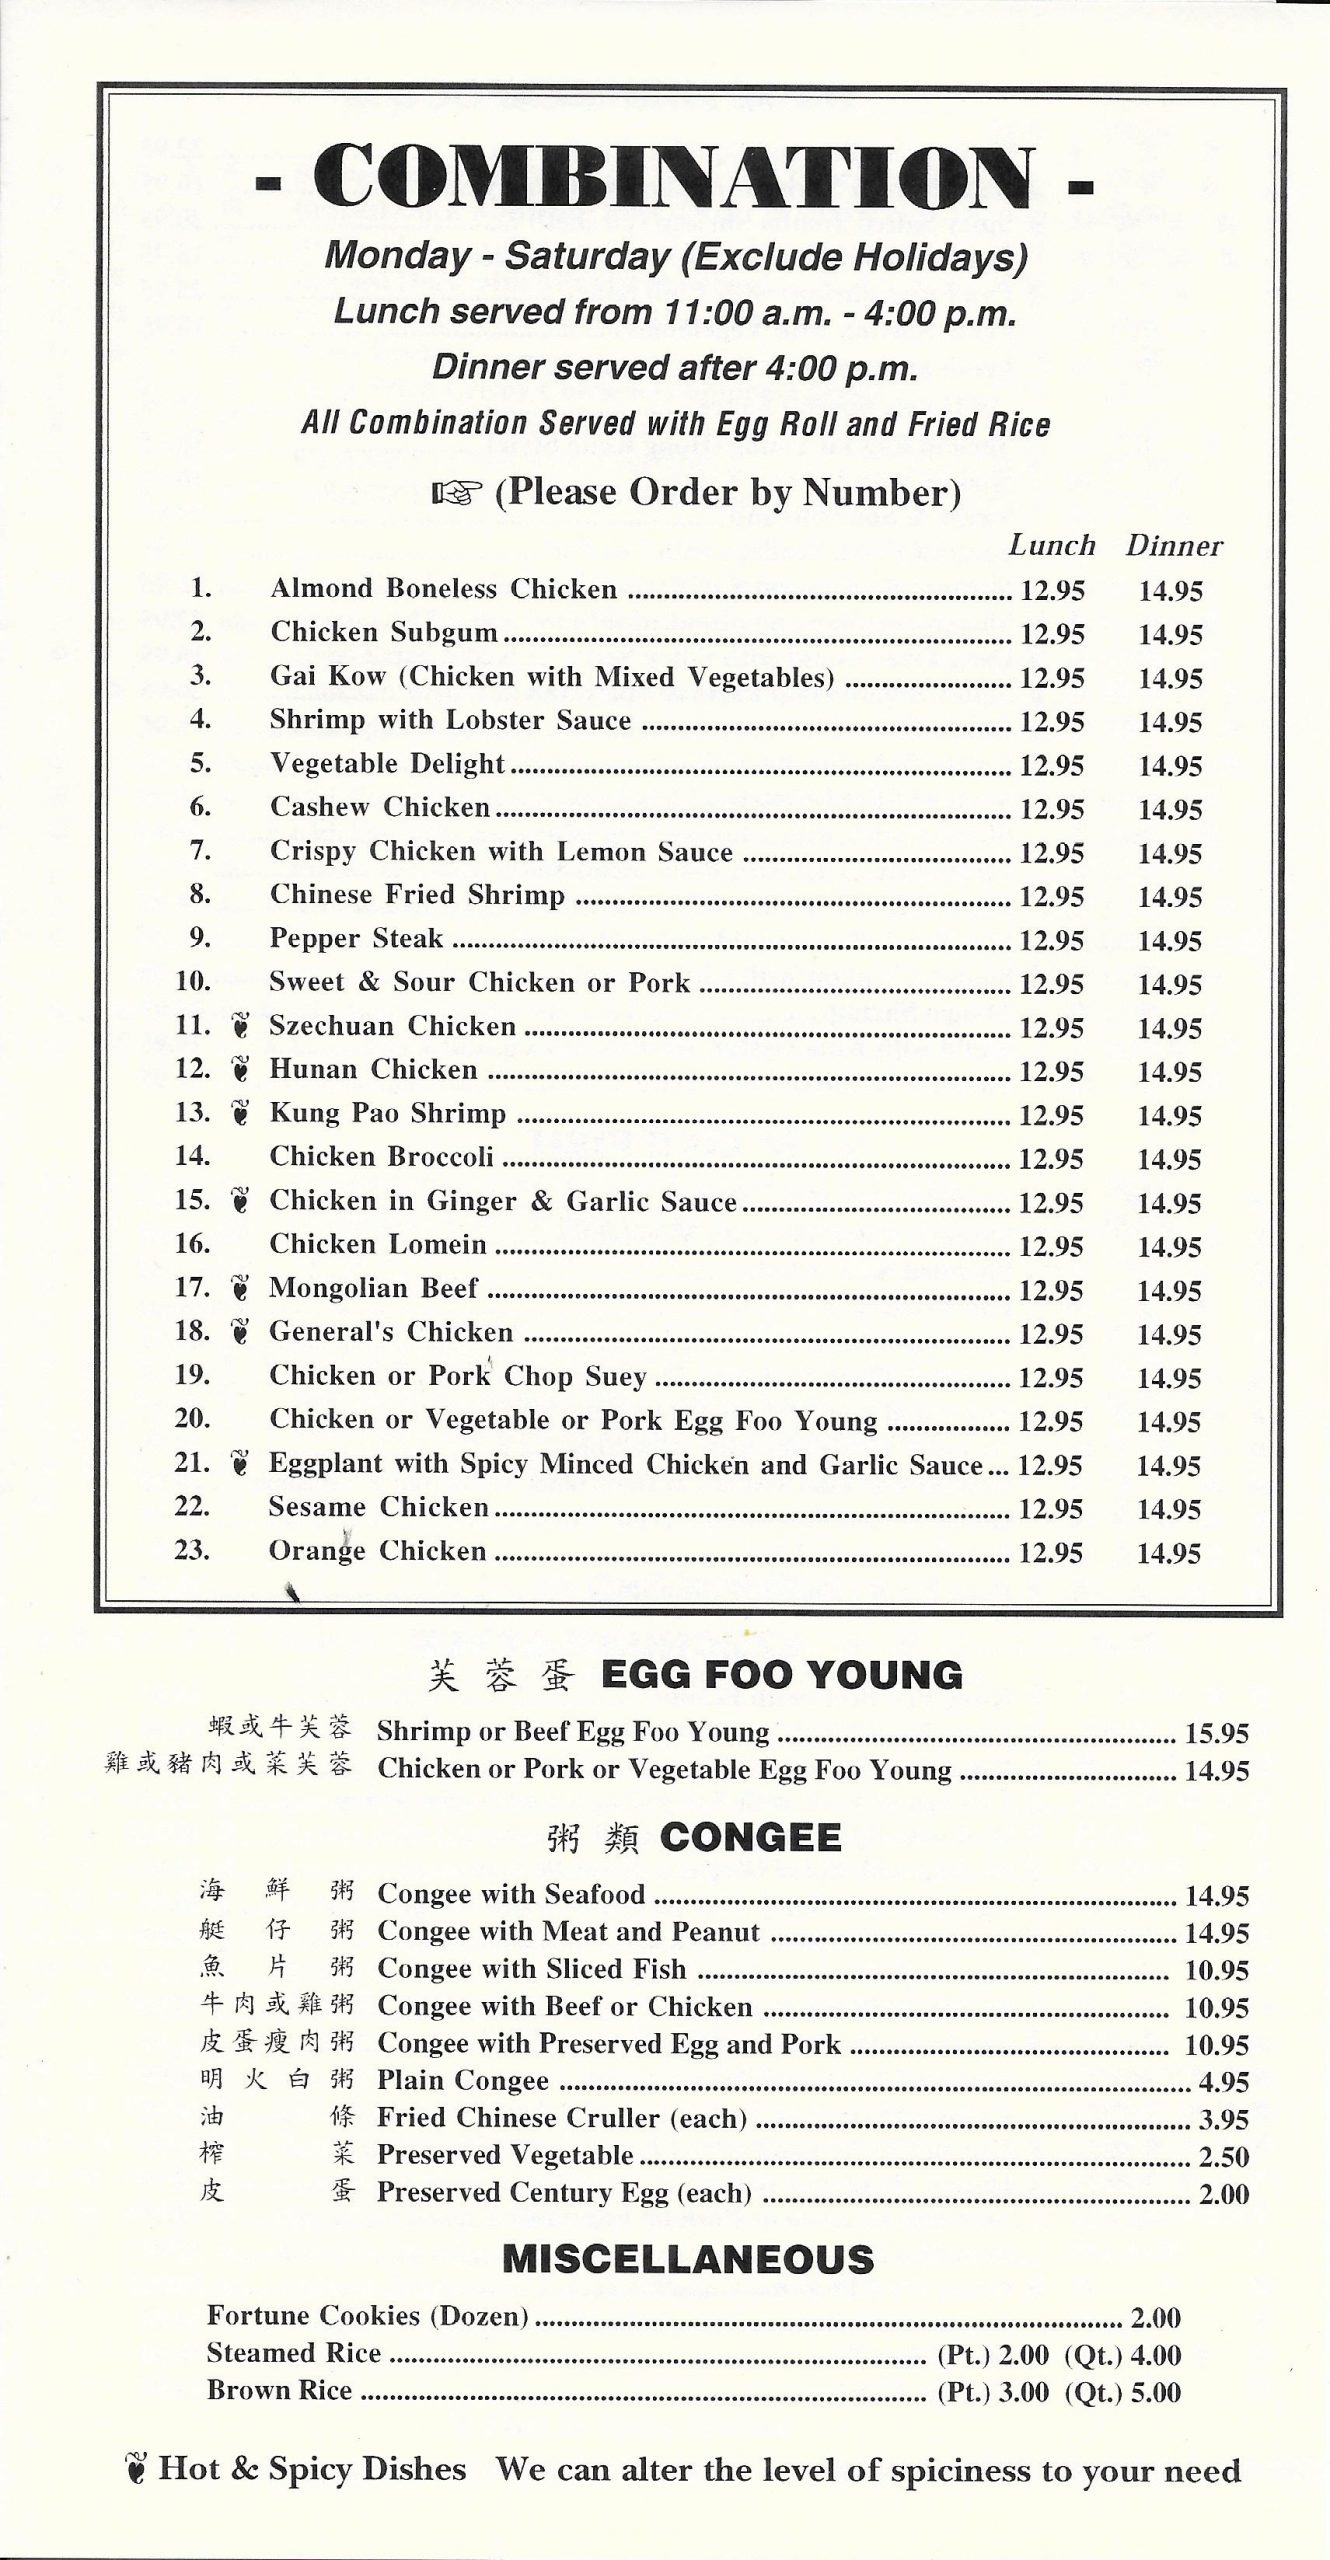 - COMBINATION -
Monday - Saturday (Exclude Holidays)
Lunch served from 11:00 a.m. - 4:00 p.m.
Dinner served after 4:00 p.m.
All Combination Served with Egg Roll and Fried Rice
☞ (Please Order by Number)
Lunch Dinner
1. Almond Boneless Chicken 12.95 14.95
2. Chicken Subgum 12.95 14.95
3. Gai Kow (Chicken with Mixed Vegetables) 12.95 14.95
4. Shrimp with Lobster Sauce 12.95 14.95
5. Vegetable Delight 12.95 14.95
6. Cashew Chicken 12.95 14.95
7. Crispy Chicken with Lemon Sauce 12.95 14.95
8. Chinese Fried Shrimp 12.95 14.95
9. Pepper Steak 12.95 14.95
10. Sweet & Sour Chicken or Pork 12.95 14.95
11. ❦ Szechuan Chicken 12.95 14.95
12. ❦ Hunan Chicken 12.95 14.95
13. ❦ Kung Pao Shrimp 12.95 14.95
14. Chicken Broccoli 12.95 14.95
15. ❦ Chicken in Ginger & Garlic Sauce 12.95 14.95
16. Chicken Lomein 12.95 14.95
17. ❦ Mongolian Beef 12.95 14.95
18. ❦ General's Chicken 12.95 14.95
19. Chicken or Pork Chop Suey 12.95 14.95
20. Chicken or Vegetable or Pork Egg Foo Young 12.95 14.95
21. ❦ Eggplant with Spicy Minced Chicken and Garlic Sauce 12.95 14.95
22. Sesame Chicken 12.95 14.95
23. Orange Chicken 12.95 14.95
芙蓉蛋 EGG FOO YOUNG
蝦或牛芙蓉 Shrimp or Beef Egg Foo Young 15.95
雞或豬肉或菜芙蓉 Chicken or Pork or Vegetable Egg Foo Young 14.95
粥類 CONGEE
海鮮粥 Congee with Seafood 14.95
艇仔粥 Congee with Meat and Peanut 14.95
魚片粥 Congee with Sliced Fish 10.95
牛肉或雞粥 Congee with Beef or Chicken 10.95
皮蛋瘦肉粥 Congee with Preserved Egg and Pork 10.95
明火白粥 Plain Congee 4.95
油條 Fried Chinese Cruller (each) 3.95
榨菜 Preserved Vegetable 2.50
皮蛋 Preserved Century Egg (each) 2.00
MISCELLANEOUS
Fortune Cookies (Dozen) 2.00
Steamed Rice (Pt.) 2.00 (Qt.) 4.00
Brown Rice (Pt.) 3.00 (Qt.) 5.00
❦ Hot & Spicy Dishes We can alter the level of spiciness to your need